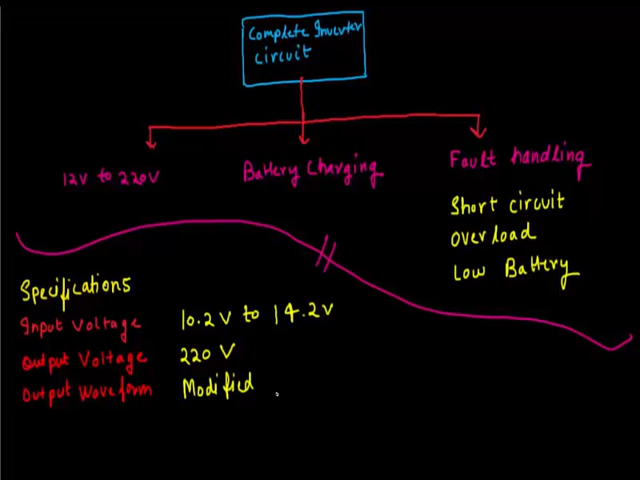 Complete Inverter
circuit
12V to 220V
Battery Charging
Fault handling
Short circuit
Overload
Low Battery
Specifications
Input Voltage 10.2V to 14.2V
Output Voltage 220 V
Output Waveform Modified